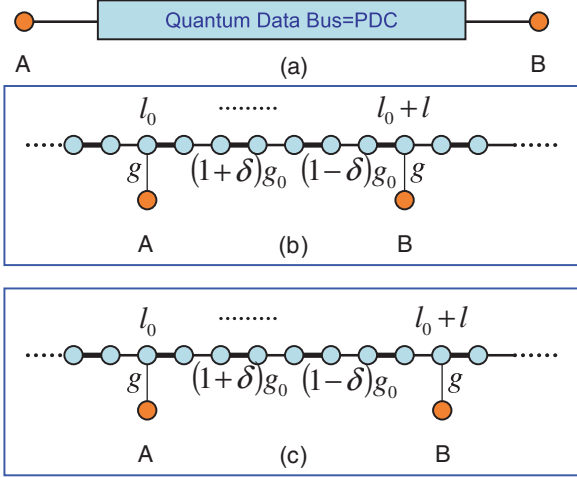 Quantum Data Bus=PDC
A (a) B
l₀ ......... l₀ + l
g (1+δ)g₀ (1−δ)g₀ g
A (b) B
l₀ ......... l₀ + l
g (1+δ)g₀ (1−δ)g₀ g
A (c) B